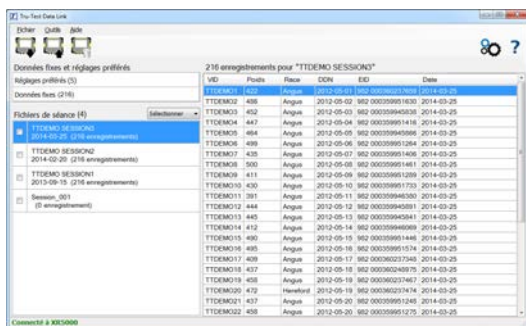 Tru-Test Data Link
Fichier Outils Aide
Données fixes et réglages préférés
Réglages préférés (5)
Données fixes (216)
Fichiers de séance (4) Sélectionner
TTDEMO SESSION3
2014-03-25 (216 enregistrements)
TTDEMO SESSION2
2014-02-20 (216 enregistrements)
TTDEMO SESSION1
2013-09-15 (216 enregistrements)
Session_001
(0 enregistrement)
216 enregistrements pour "TTDEMO SESSION3"
VID Poids Race DDN EID Date
TTDEMO1 422 Angus 2012-05-01 982 000360237659 2014-03-25
TTDEMO2 486 Angus 2012-05-02 982 000359951630 2014-03-25
TTDEMO3 452 Angus 2012-05-03 982 000359945838 2014-03-25
TTDEMO4 447 Angus 2012-05-04 982 000359951416 2014-03-25
TTDEMO5 464 Angus 2012-05-05 982 000359945866 2014-03-25
TTDEMO6 499 Angus 2012-05-06 982 000359951264 2014-03-25
TTDEMO7 435 Angus 2012-05-07 982 000359951406 2014-03-25
TTDEMO8 500 Angus 2012-05-08 982 000359951461 2014-03-25
TTDEMO9 411 Angus 2012-05-09 982 000359951289 2014-03-25
TTDEMO10 430 Angus 2012-05-10 982 000359951733 2014-03-25
TTDEMO11 391 Angus 2012-05-11 982 000359946380 2014-03-25
TTDEMO12 444 Angus 2012-05-12 982 000359945891 2014-03-25
TTDEMO13 445 Angus 2012-05-13 982 000359945841 2014-03-25
TTDEMO14 412 Angus 2012-05-14 982 000359946069 2014-03-25
TTDEMO15 490 Angus 2012-05-15 982 000359951446 2014-03-25
TTDEMO16 495 Angus 2012-05-16 982 000359951574 2014-03-25
TTDEMO17 409 Angus 2012-05-17 982 000360237348 2014-03-25
TTDEMO18 437 Angus 2012-05-18 982 000360248975 2014-03-25
TTDEMO19 458 Angus 2012-05-19 982 000360237467 2014-03-25
TTDEMO20 472 Hereford 2012-05-20 982 000360237474 2014-03-25
TTDEMO21 437 Angus 2012-05-20 982 000359951245 2014-03-25
TTDEMO22 458 Angus 2012-05-20 982 000359951275 2014-03-25
Connecté à XR5000